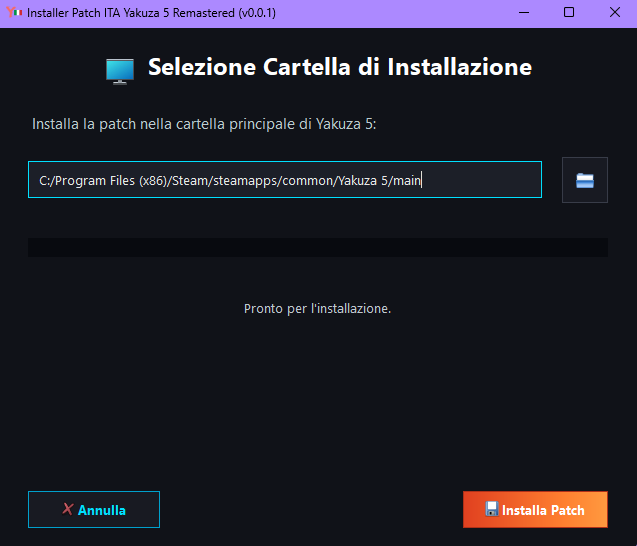 Installer Patch ITA Yakuza 5 Remastered (v0.0.1)
Selezione Cartella di Installazione
Installa la patch nella cartella principale di Yakuza 5:
C:/Program Files (x86)/Steam/steamapps/common/Yakuza 5/main
Pronto per l'installazione.
Annulla
Installa Patch